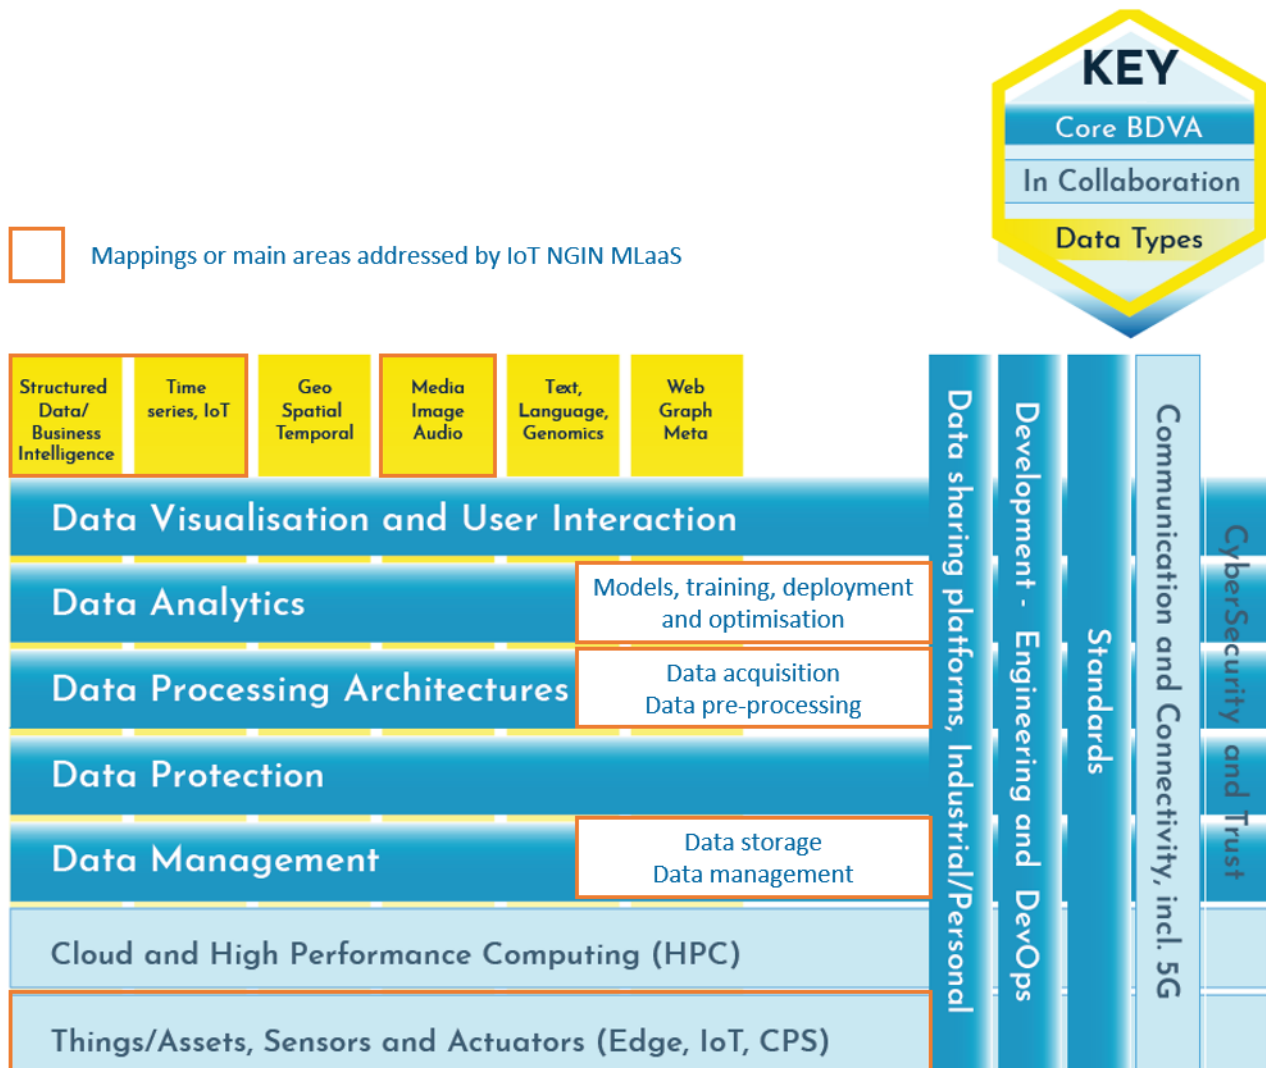 KEY
Core BDVA
In Collaboration
Data Types
Mappings or main areas addressed by IoT NGIN MLaaS
Structured
Data/
Business
Intelligence
Time
series, IoT
Geo
Spatial
Temporal
Media
Image
Audio
Text,
Language,
Genomics
Web
Graph
Meta
Data Visualisation and User Interaction
Data Analytics
Models, training, deployment
and optimisation
Data Processing Architectures
Data acquisition
Data pre-processing
Data Protection
Data Management
Data storage
Data management
Cloud and High Performance Computing (HPC)
Things/Assets, Sensors and Actuators (Edge, IoT, CPS)
Data sharing platforms, Industrial/Personal
Development - Engineering and DevOps
Standards
Communication and Connectivity, incl. 5G
CyberSecurity and Trust